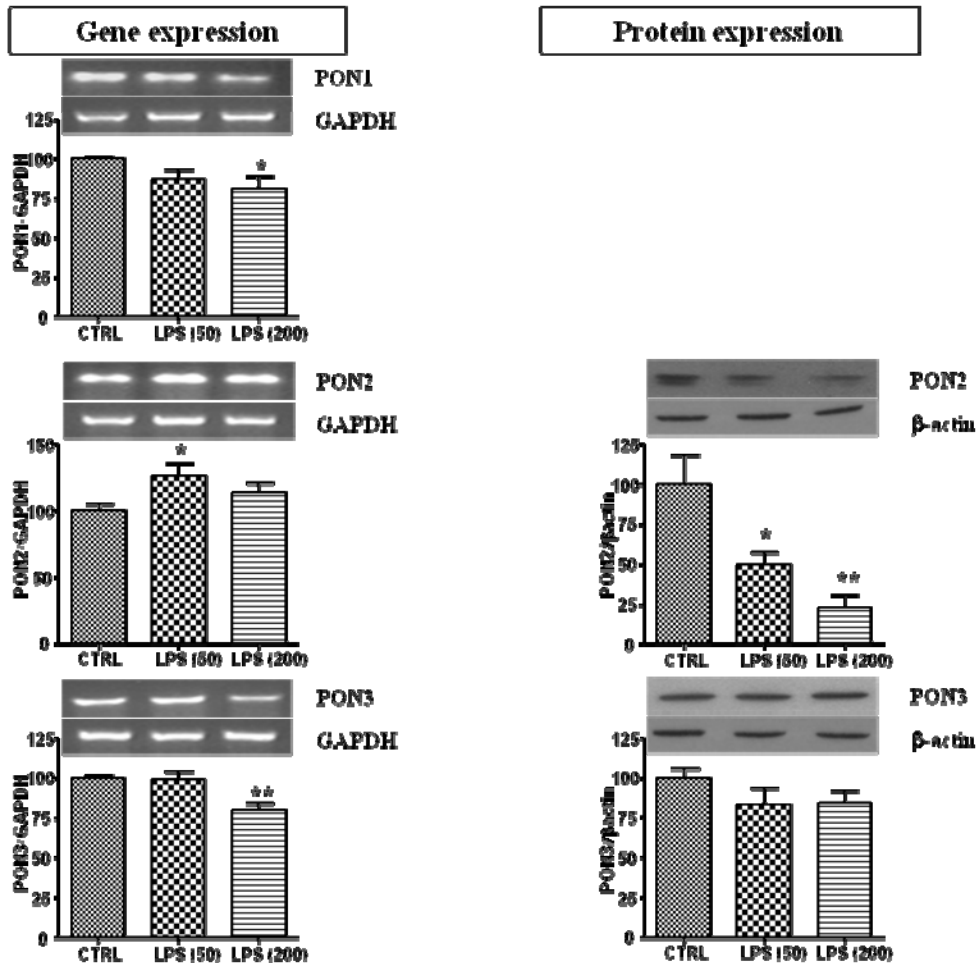 Gene expression
Protein expression
PON1
GAPDH
125
100
75
50
25
0
PON1-GAPDH
*
CTRL LPS (50) LPS (200)
PON2
GAPDH
150
100
50
0
PON2/GAPDH
*
CTRL LPS (50) LPS (200)
PON2
β-actin
125
100
75
50
25
0
PON2/βactin
*
**
CTRL LPS (50) LPS (200)
PON3
GAPDH
125
100
75
50
25
0
PON3/GAPDH
**
CTRL LPS (50) LPS (200)
PON3
β-actin
125
100
75
50
25
0
PON3/βactin
CTRL LPS (50) LPS (200)